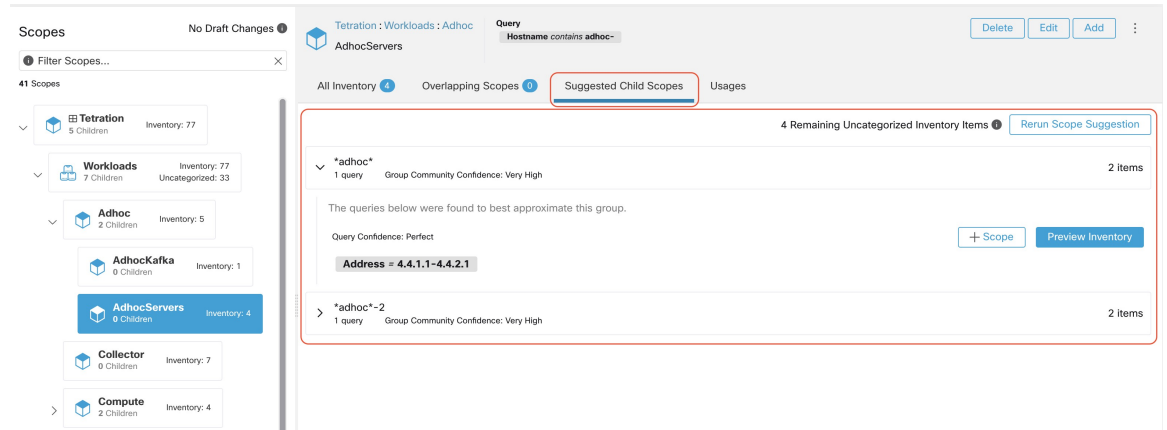 Scopes
No Draft Changes
Filter Scopes...
41 Scopes
Tetration
5 Children
Inventory: 77
Workloads
7 Children
Inventory: 77
Uncategorized: 33
Adhoc
2 Children
Inventory: 5
AdhocKafka
0 Children
Inventory: 1
AdhocServers
0 Children
Inventory: 4
Collector
0 Children
Inventory: 7
Compute
2 Children
Inventory: 4
Tetration : Workloads : Adhoc
AdhocServers
Query
Hostname contains adhoc-
Delete
Edit
Add
All Inventory 4
Overlapping Scopes 0
Suggested Child Scopes
Usages
4 Remaining Uncategorized Inventory Items
Rerun Scope Suggestion
*adhoc*
1 query Group Community Confidence: Very High
2 items
The queries below were found to best approximate this group.
Query Confidence: Perfect
+ Scope
Preview Inventory
Address = 4.4.1.1-4.4.2.1
*adhoc*-2
1 query Group Community Confidence: Very High
2 items